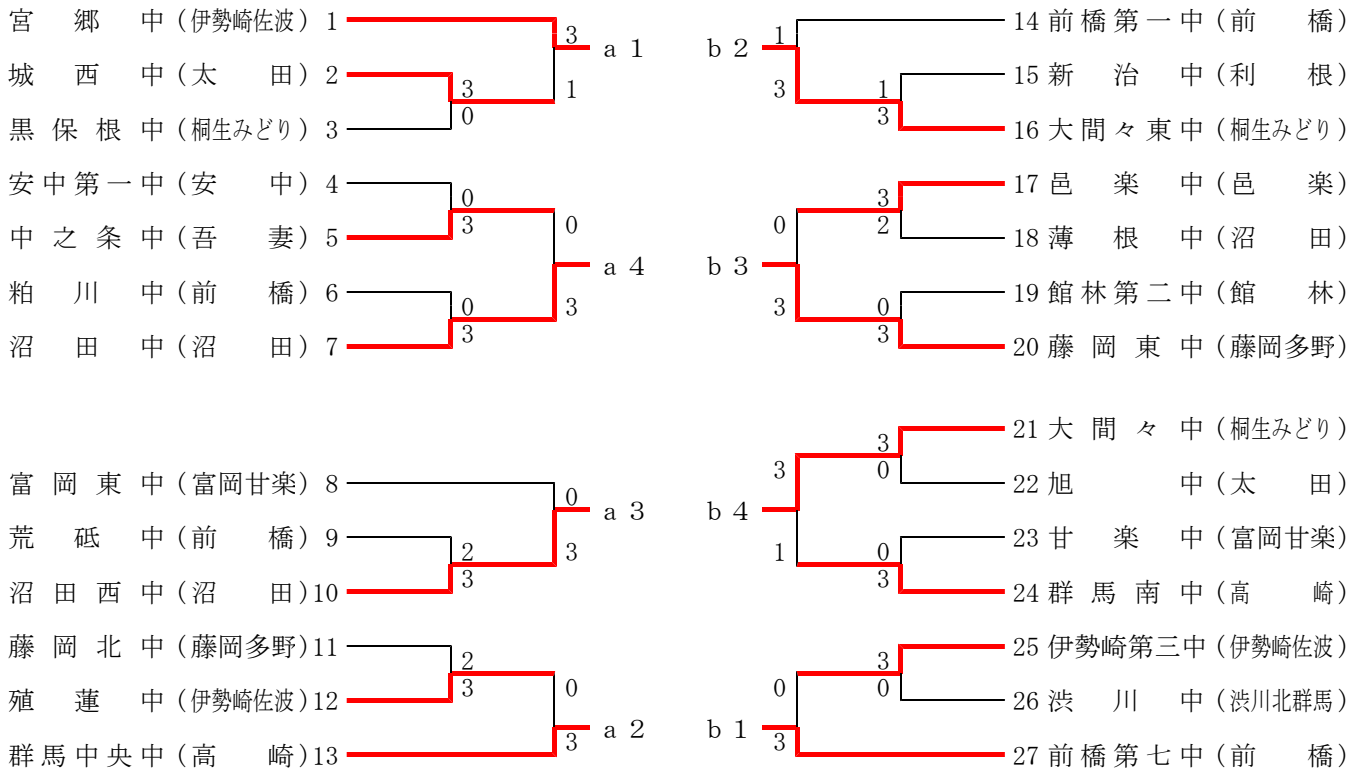 宮郷中(伊勢崎佐波) 1
3
a 1
城西中(太田) 2
3
1
黒保根中(桐生みどり) 3
0
安中第一中(安中) 4
0
中之条中(吾妻) 5
3
0
a 4
粕川中(前橋) 6
0
3
沼田中(沼田) 7
3
富岡東中(富岡甘楽) 8
0
a 3
荒砥中(前橋) 9
2
3
沼田西中(沼田)10
3
藤岡北中(藤岡多野)11
2
殖蓮中(伊勢崎佐波)12
3
0
a 2
群馬中央中(高崎)13
3
14 前橋第一中(前橋)
b 2
1
15 新治中(利根)
3
1
16 大間々東中(桐生みどり)
3
17 邑楽中(邑楽)
3
18 薄根中(沼田)
0
2
b 3
19 館林第二中(館林)
3
0
20 藤岡東中(藤岡多野)
3
21 大間々中(桐生みどり)
3
22 旭中(太田)
3
0
b 4
23 甘楽中(富岡甘楽)
1
0
24 群馬南中(高崎)
3
25 伊勢崎第三中(伊勢崎佐波)
3
26 渋川中(渋川北群馬)
0
0
b 1
27 前橋第七中(前橋)
3